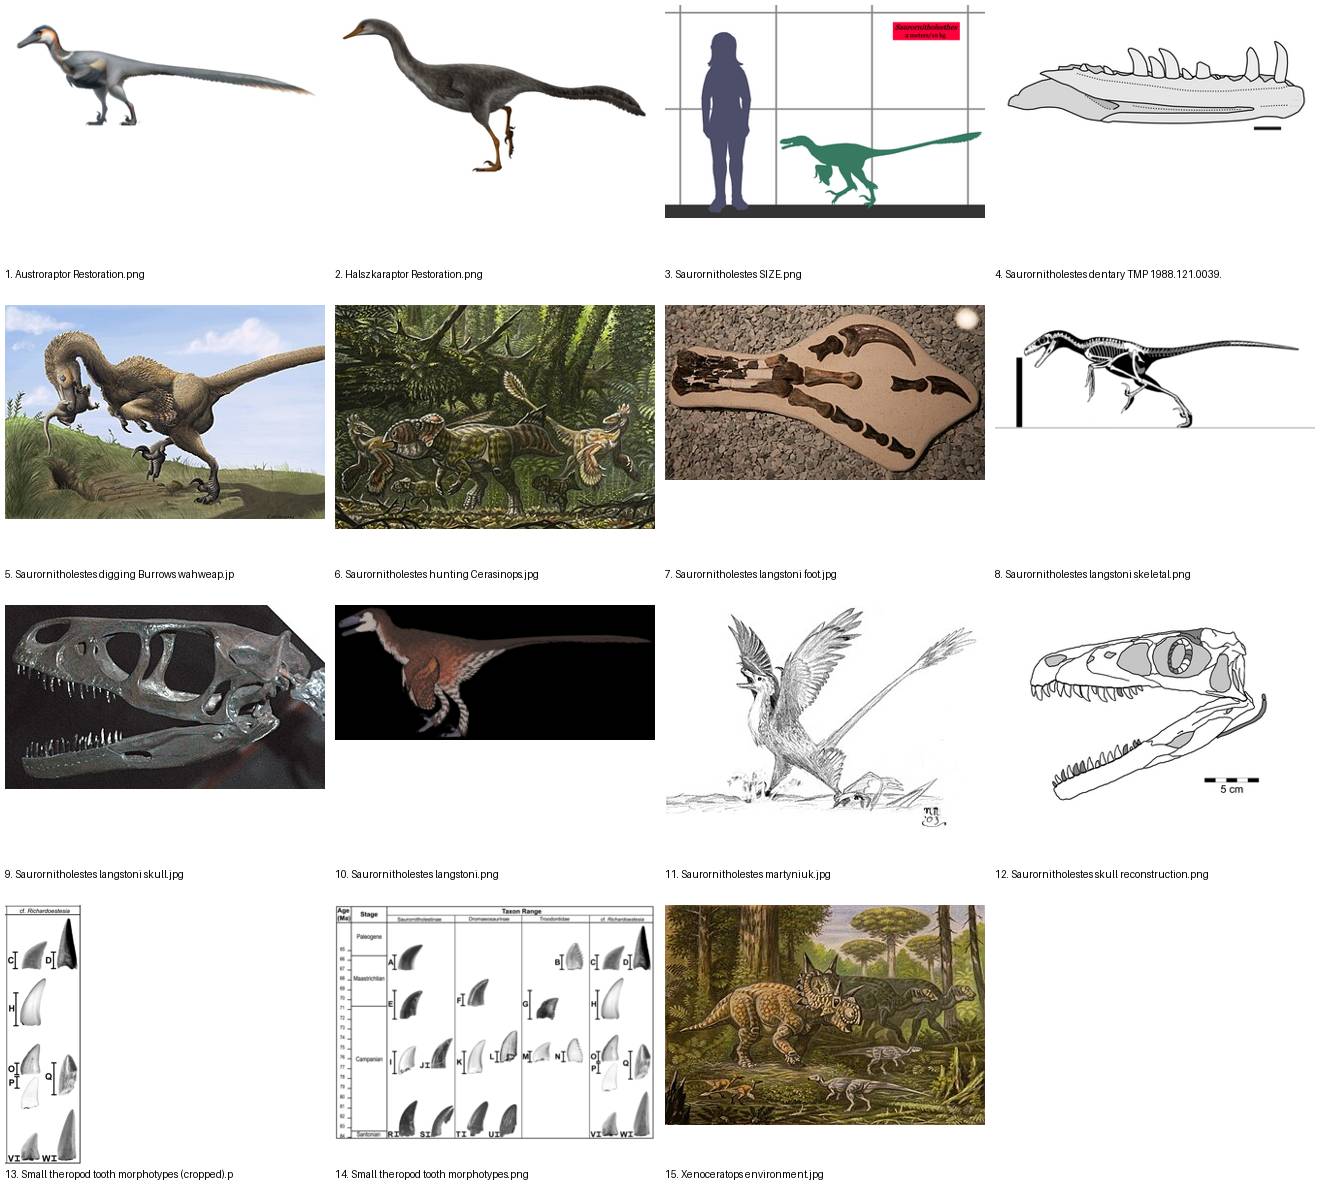 Saurornitholestes
1. Austroraptor Restoration.png
2. Halszkaraptor Restoration.png
3. Saurornitholestes SIZE.png
4. Saurornitholestes dentary TMP 1988.121.0039.
5. Saurornitholestes digging Burrows wahweap.jp
6. Saurornitholestes hunting Cerasinops.jpg
7. Saurornitholestes langstoni foot.jpg
8. Saurornitholestes langstoni skeletal.png
5 cm
9. Saurornitholestes langstoni skull.jpg
10. Saurornitholestes langstoni.png
11. Saurornitholestes martyniuk.jpg
12. Saurornitholestes skull reconstruction.png
cf. Richardoestesia
C D
H
O
P Q
V W
Age (Ma) Stage Taxon Range
Saurornitholestinae Dromaeosaurinae Troodontidae cf. Richardoestesia
Paleogene
A B C D
Maastrichtian
E F G H
Campanian
I J K L M N O P Q
R S T U V W
Santonian
13. Small theropod tooth morphotypes (cropped).p
14. Small theropod tooth morphotypes.png
15. Xenoceratops environment.jpg